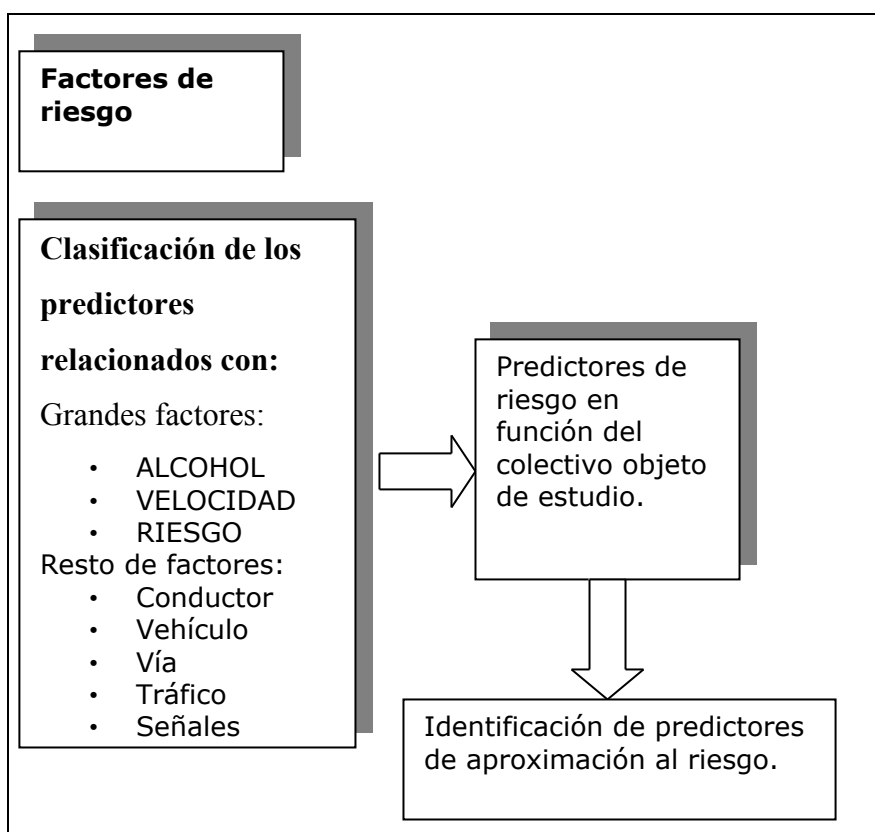 Factores de
riesgo
Clasificación de los
predictores
relacionados con:
Grandes factores:
• ALCOHOL
• VELOCIDAD
• RIESGO
Resto de factores:
• Conductor
• Vehículo
• Vía
• Tráfico
• Señales
Predictores de
riesgo en
función del
colectivo objeto
de estudio.
Identificación de predictores
de aproximación al riesgo.